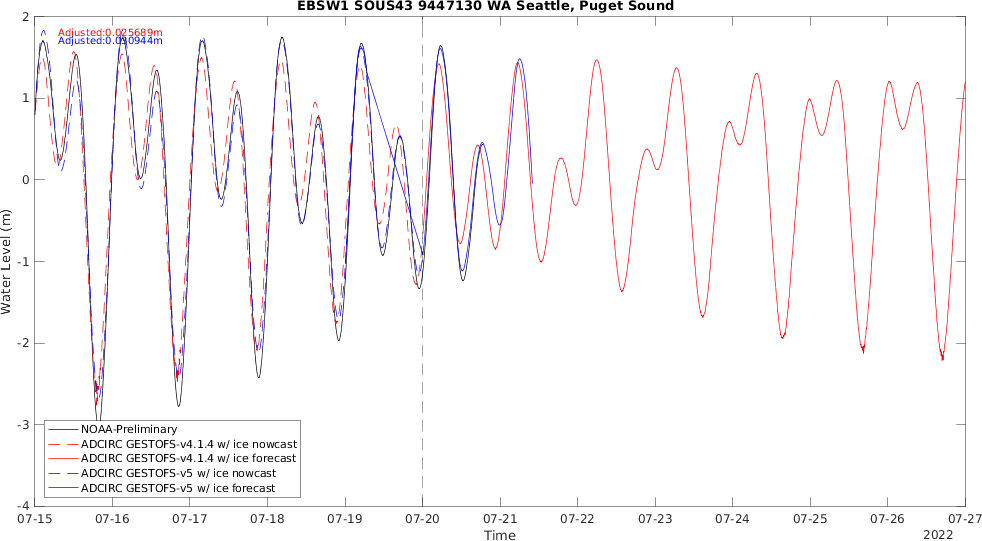 EBSW1 SOUS43 9447130 WA Seattle, Puget Sound
2
Adjusted:0.025689m
Adjusted:0.010944m
1
0
-1
-2
-3
-4
Water Level (m)
NOAA-Preliminary
ADCIRC GESTOFS-v4.1.4 w/ ice nowcast
ADCIRC GESTOFS-v4.1.4 w/ ice forecast
ADCIRC GESTOFS-v5 w/ ice nowcast
ADCIRC GESTOFS-v5 w/ ice forecast
07-15 07-16 07-17 07-18 07-19 07-20 07-21 07-22 07-23 07-24 07-25 07-26 07-27
Time
2022